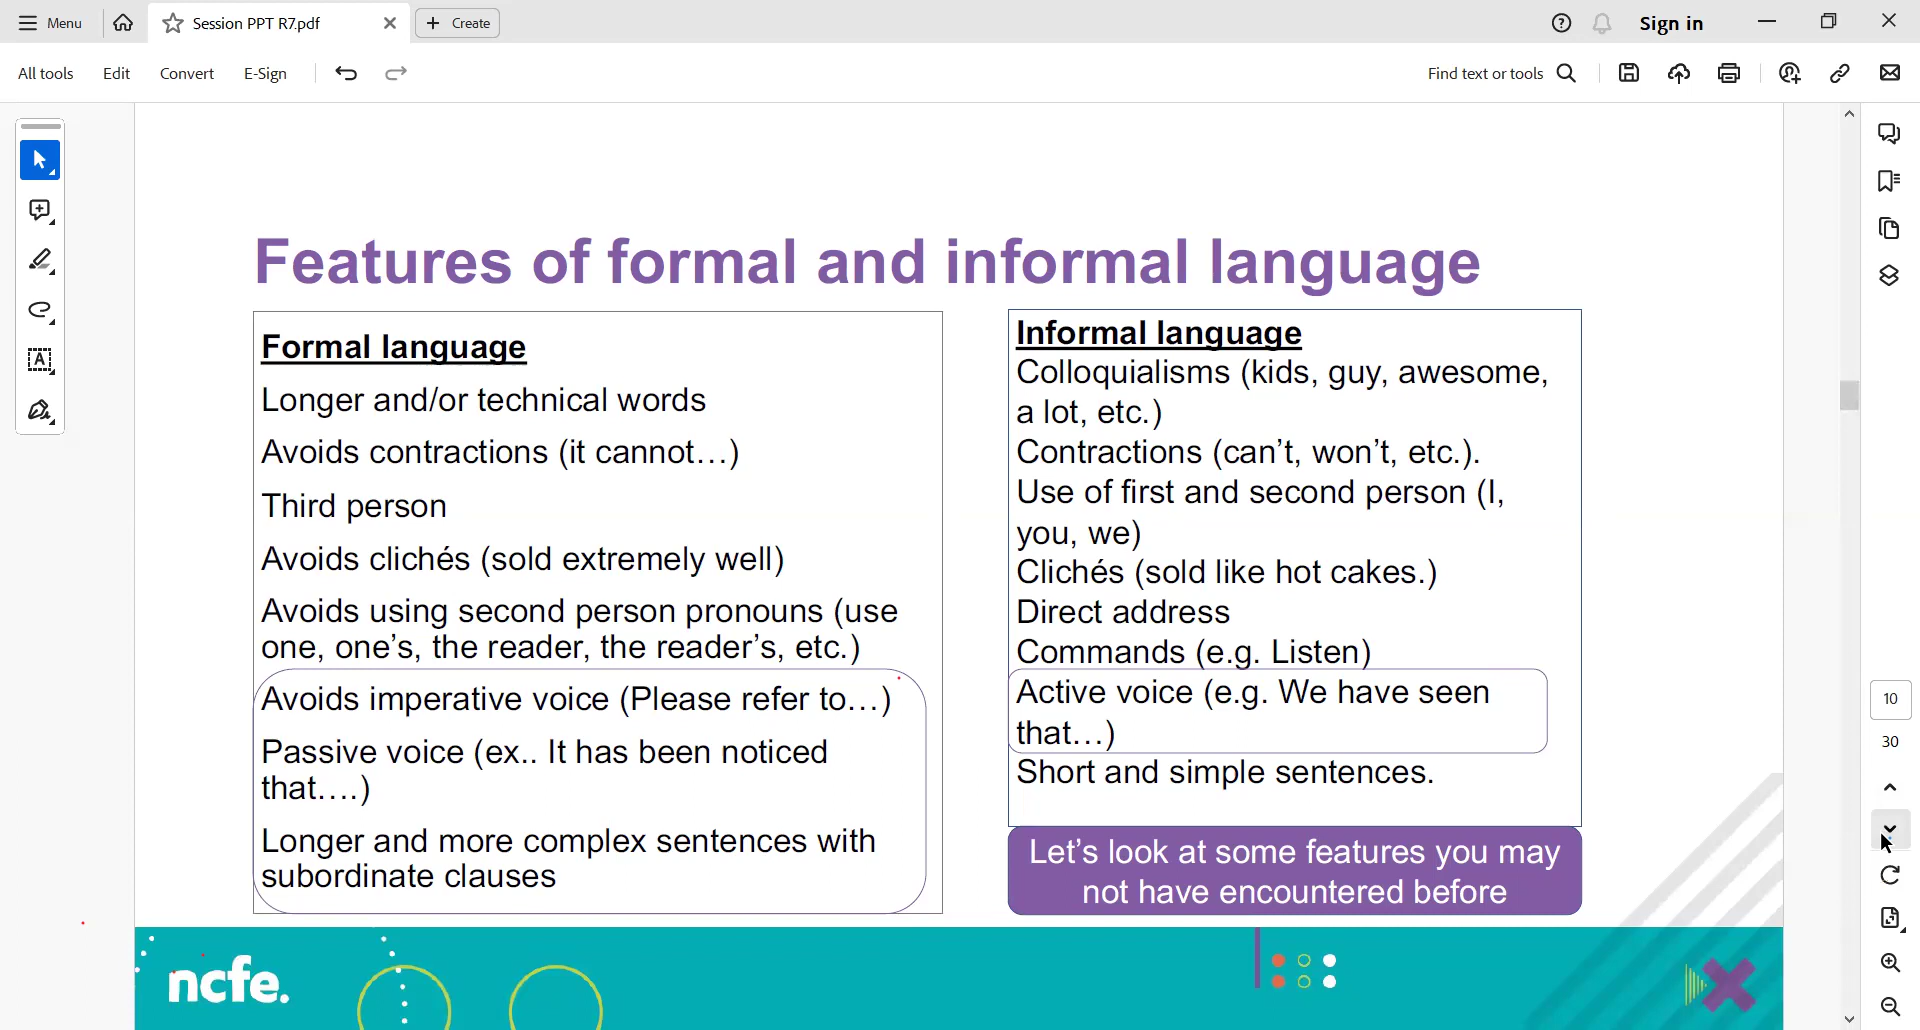 Menu
Session PPT R7.pdf
Create
Sign in
All tools
Edit
Convert
E-Sign
Find text or tools
Features of formal and informal language
Formal language
Longer and/or technical words
Avoids contractions (it cannot…)
Third person
Avoids clichés (sold extremely well)
Avoids using second person pronouns (use
one, one’s, the reader, the reader’s, etc.)
Avoids imperative voice (Please refer to…)
Passive voice (ex.. It has been noticed
that….)
Longer and more complex sentences with
subordinate clauses
Informal language
Colloquialisms (kids, guy, awesome,
a lot, etc.)
Contractions (can’t, won’t, etc.).
Use of first and second person (I,
you, we)
Clichés (sold like hot cakes.)
Direct address
Commands (e.g. Listen)
Active voice (e.g. We have seen
that…)
Short and simple sentences.
Let’s look at some features you may
not have encountered before
10
30
ncfe.